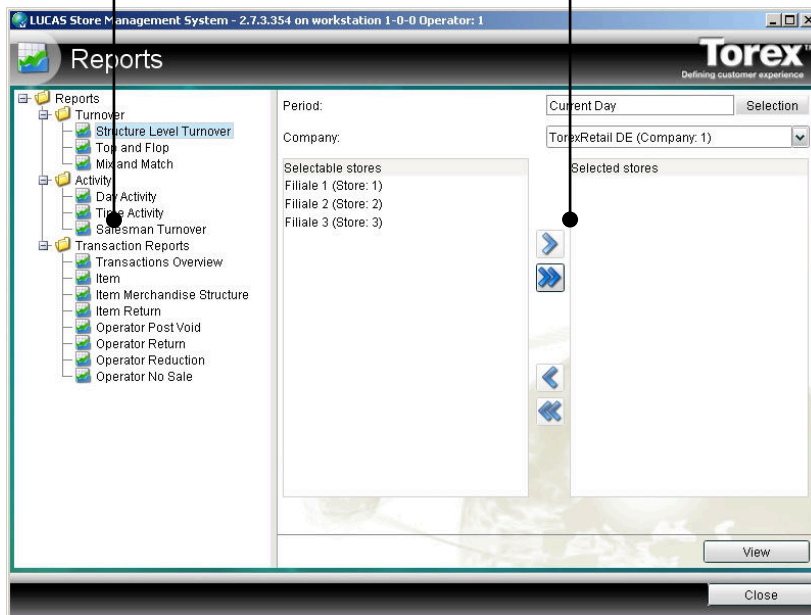 LUCAS Store Management System - 2.7.3.354 on workstation 1-0-0 Operator: 1
Reports
Torex™
Defining customer experience
Reports
Turnover
Structure Level Turnover
Top and Flop
Mix and Match
Activity
Day Activity
Time Activity
Salesman Turnover
Transaction Reports
Transactions Overview
Item
Item Merchandise Structure
Item Return
Operator Post Void
Operator Return
Operator Reduction
Operator No Sale
Period:
Current Day
Selection
Company:
TorexRetail DE (Company: 1)
Selectable stores
Filiale 1 (Store: 1)
Filiale 2 (Store: 2)
Filiale 3 (Store: 3)
Selected stores
View
Close